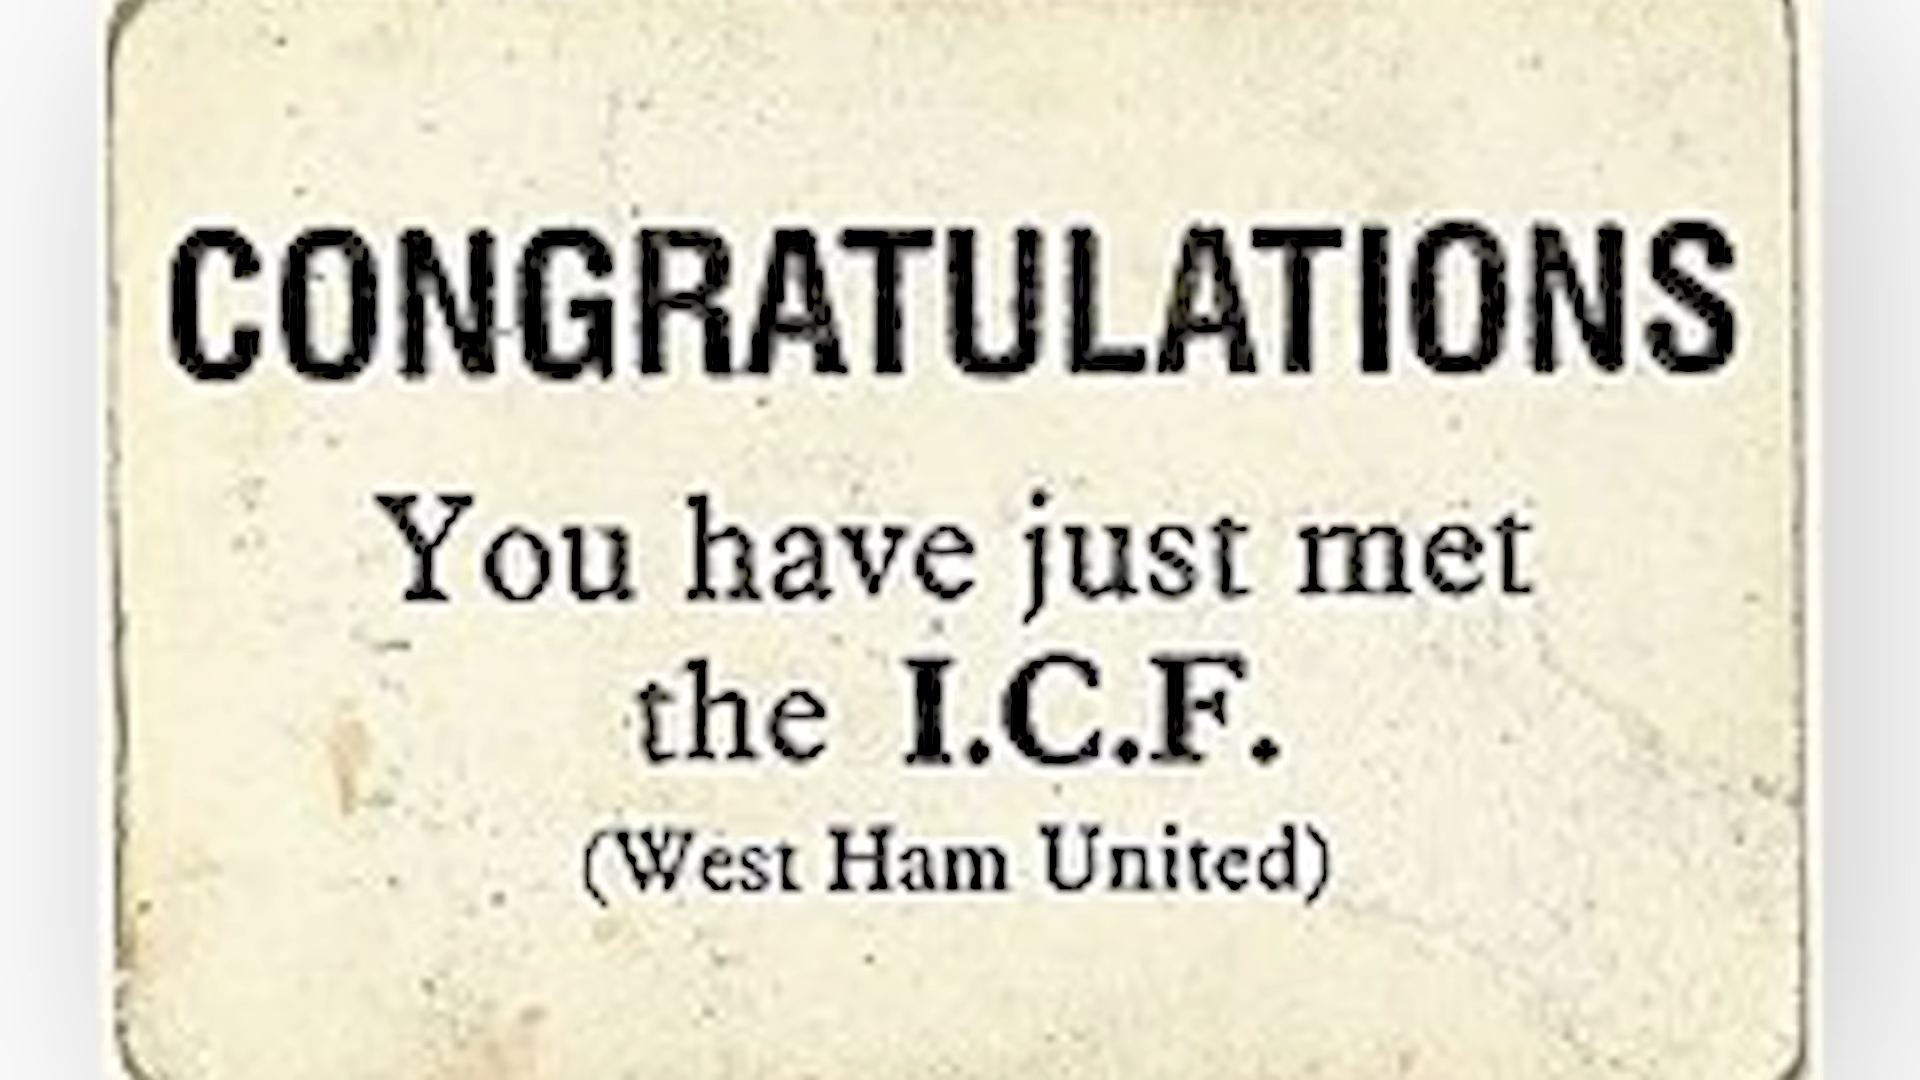 CONGRATULATIONS
You have just met
the I.C.F.
(West Ham United)